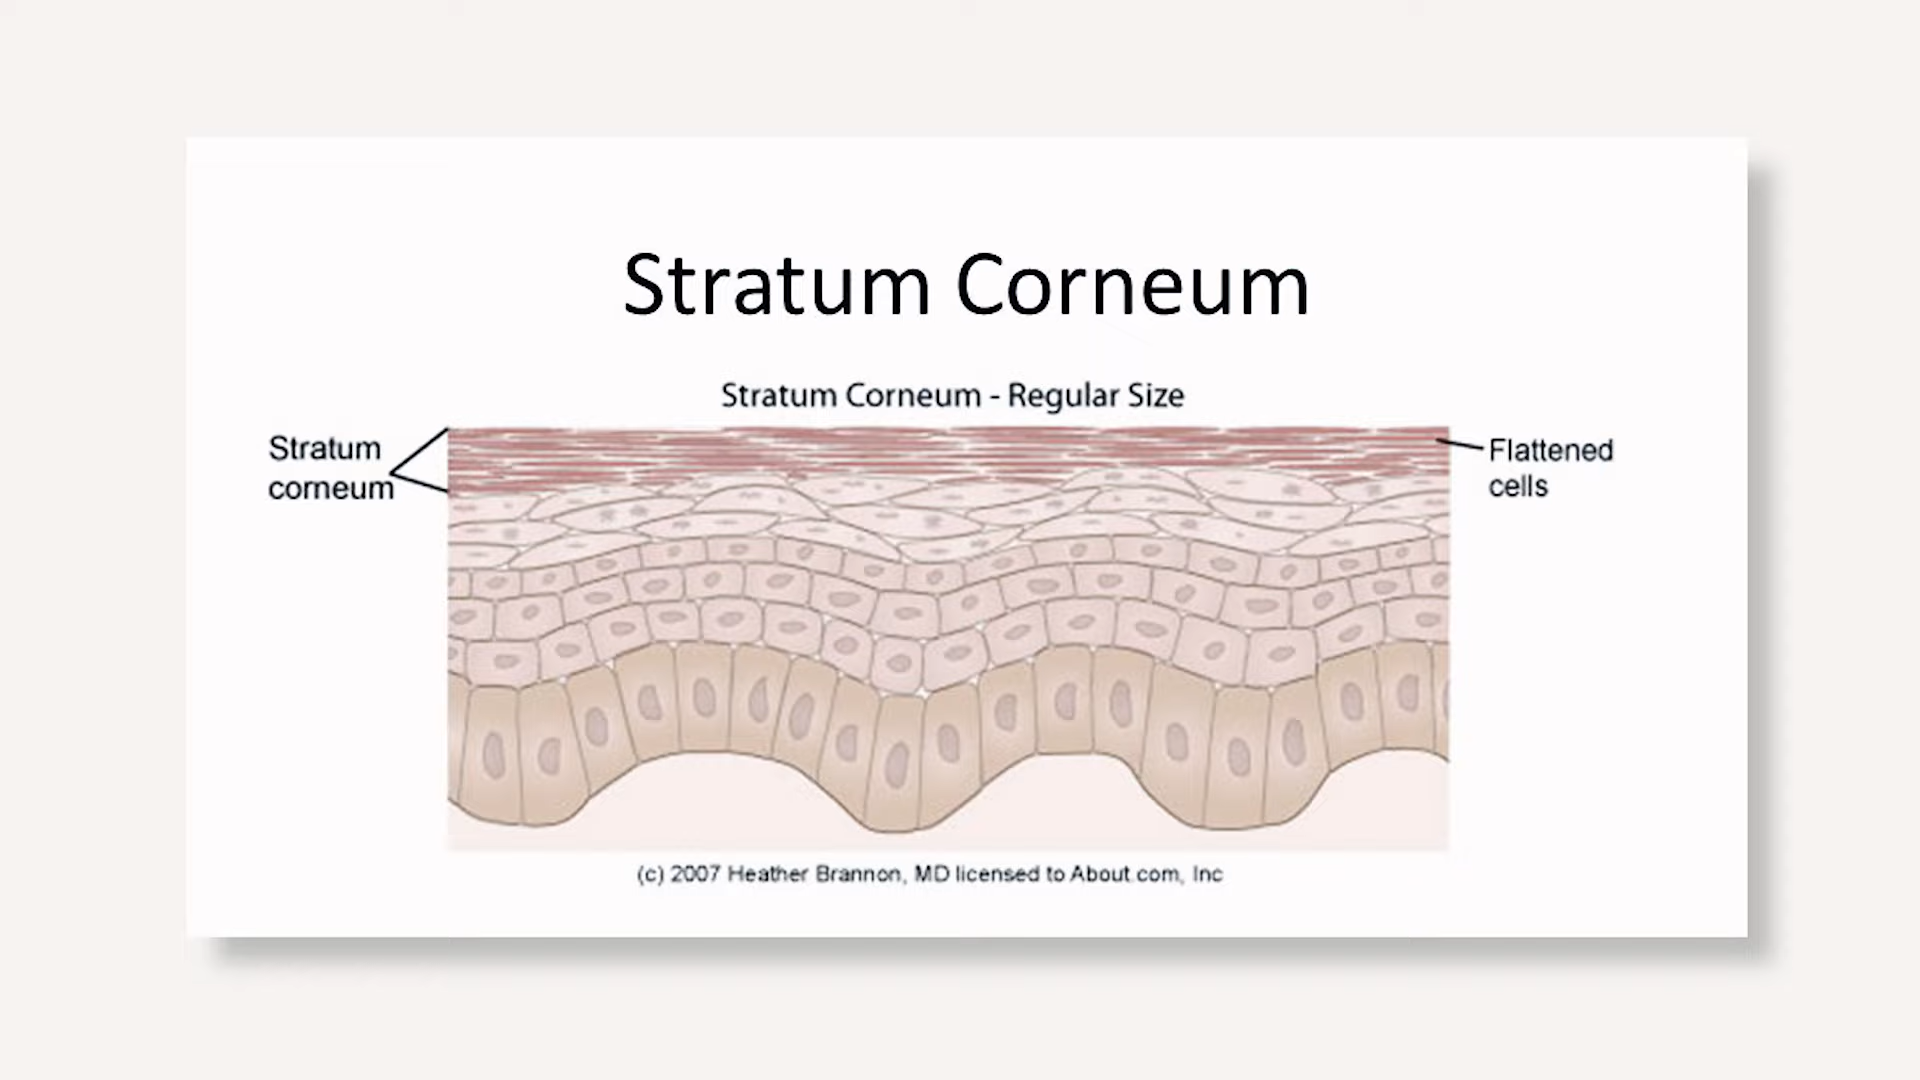 Stratum Corneum
Stratum Corneum - Regular Size
Stratum
corneum
Flattened
cells
(c) 2007 Heather Brannon, MD licensed to About.com, Inc